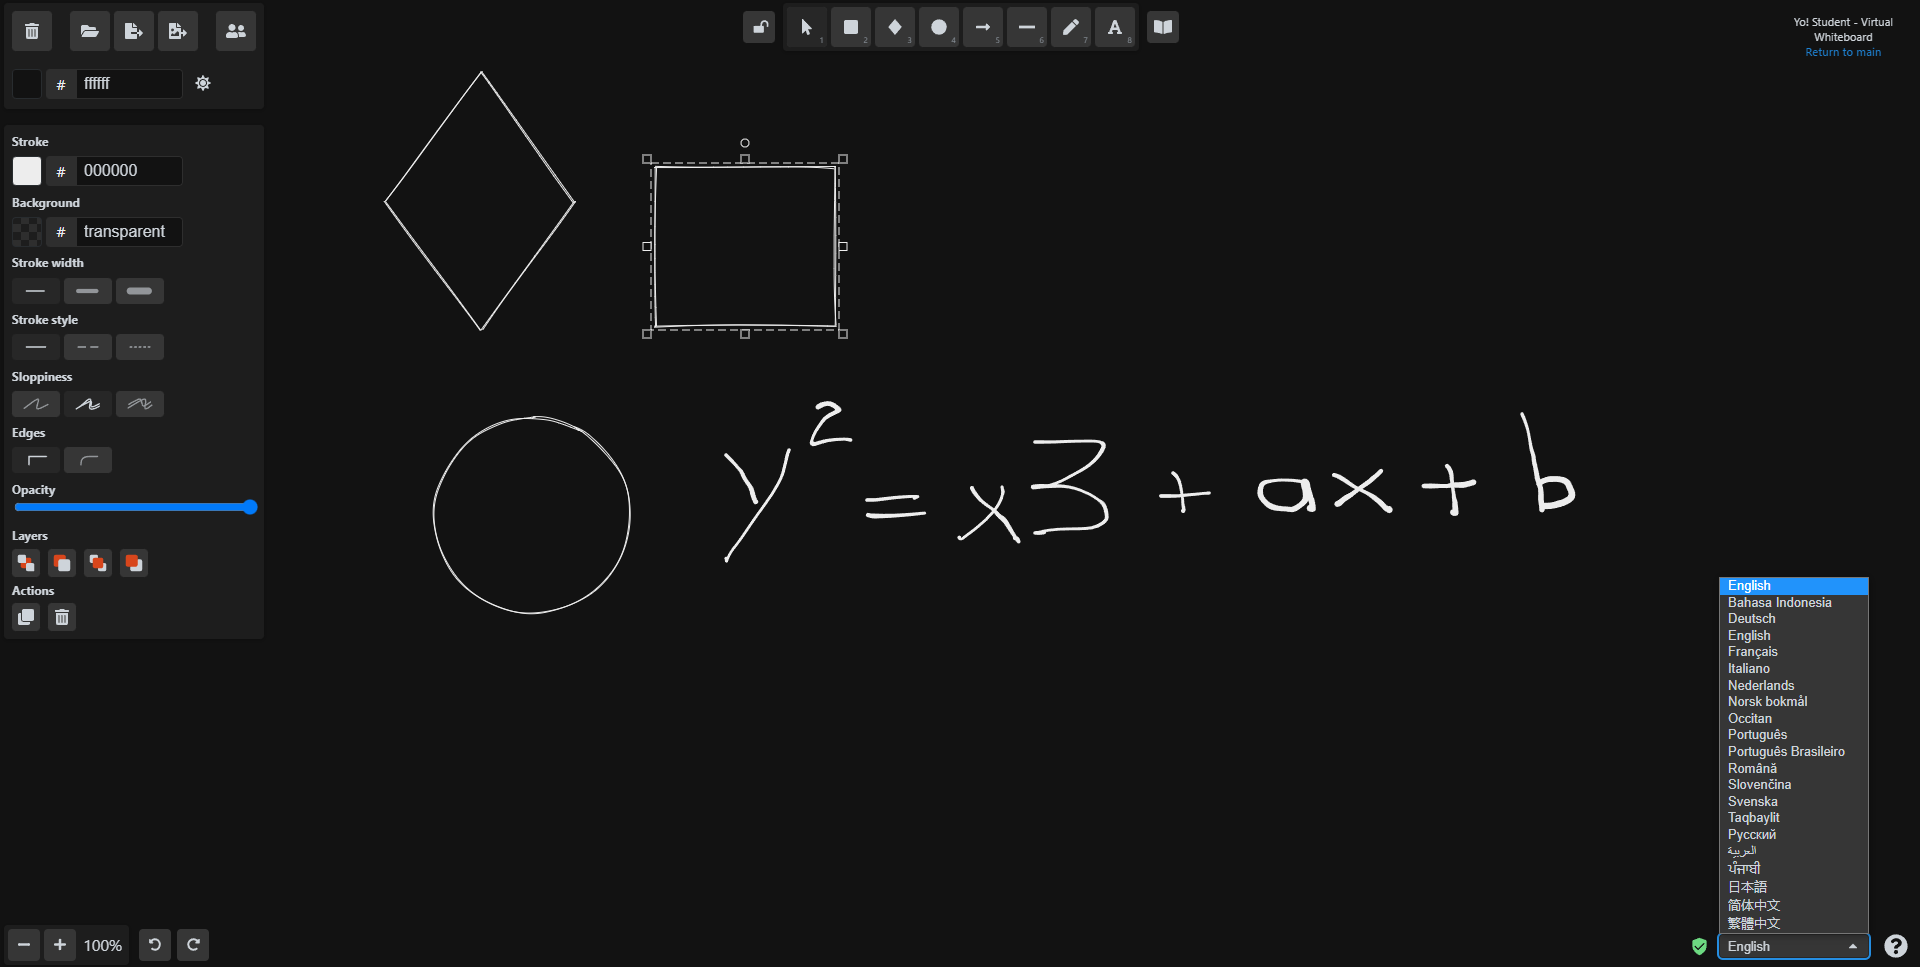 Yo! Student - Virtual
Whiteboard
Return to main
1
2
3
4
5
6
7
A
8
# ffffff
Stroke
# 000000
Background
# transparent
Stroke width
Stroke style
Sloppiness
Edges
Opacity
Layers
Actions
y² = x3 + ax + b
English
Bahasa Indonesia
Deutsch
English
Français
Italiano
Nederlands
Norsk bokmål
Occitan
Português
Português Brasileiro
Română
Slovenčina
Svenska
Taqbaylit
Русский
العربية
ਪੰਜਾਬੀ
日本語
简体中文
繁體中文
English
100%
?